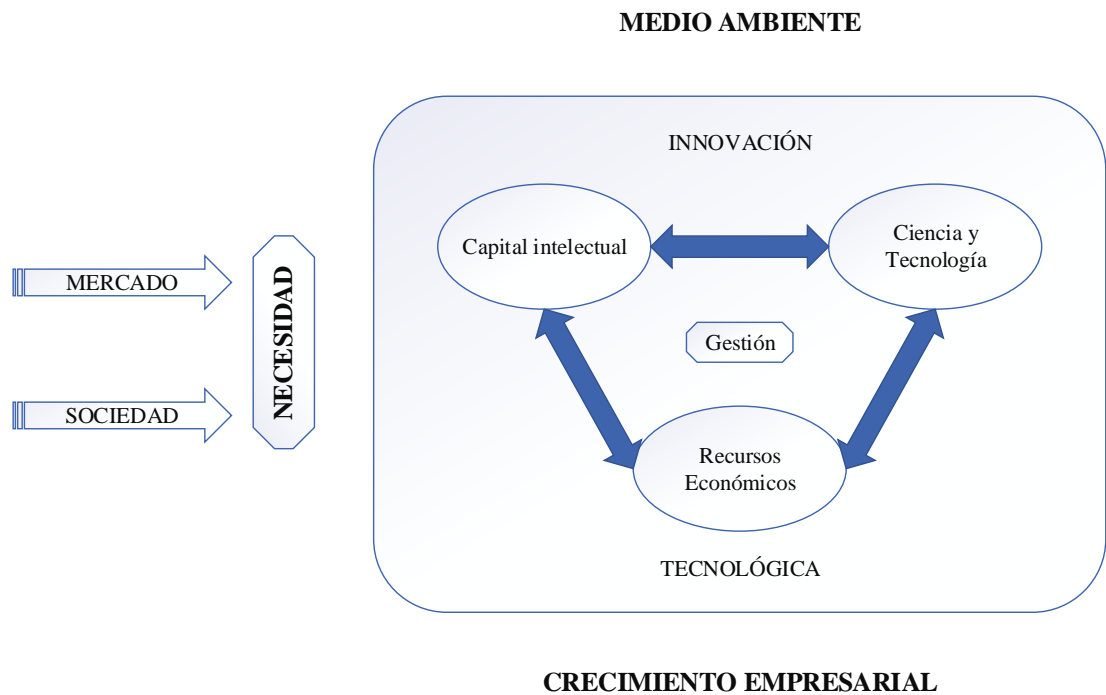 MEDIO AMBIENTE
INNOVACIÓN
Capital intelectual
Ciencia y
Tecnología
MERCADO
NECESIDAD
Gestión
SOCIEDAD
Recursos
Económicos
TECNOLÓGICA
CRECIMIENTO EMPRESARIAL